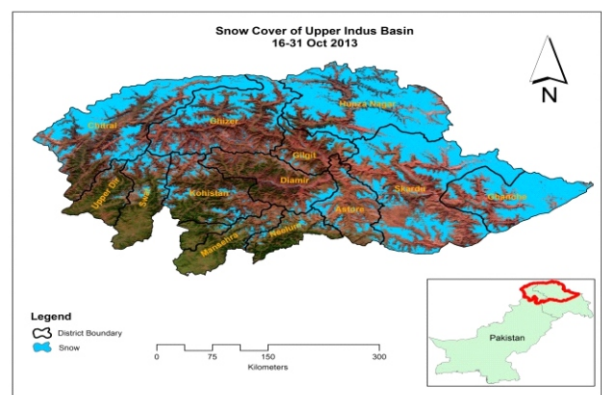 Snow Cover of Upper Indus Basin
16-31 Oct 2013
N
Hunza Nagar
Chitral
Ghizer
Gilgit
Diamir
Skardu
Ghanche
Upper Dir
Swat
Kohistan
Astore
Mansehra
Neelum
Legend
District Boundary
Snow
0 75 150 300
Kilometers
Pakistan